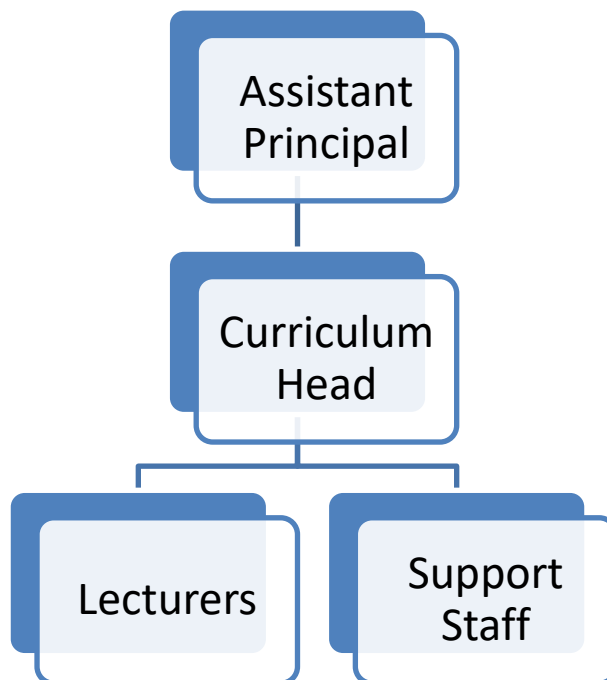 Assistant
Principal
Curriculum
Head
Lecturers
Support
Staff